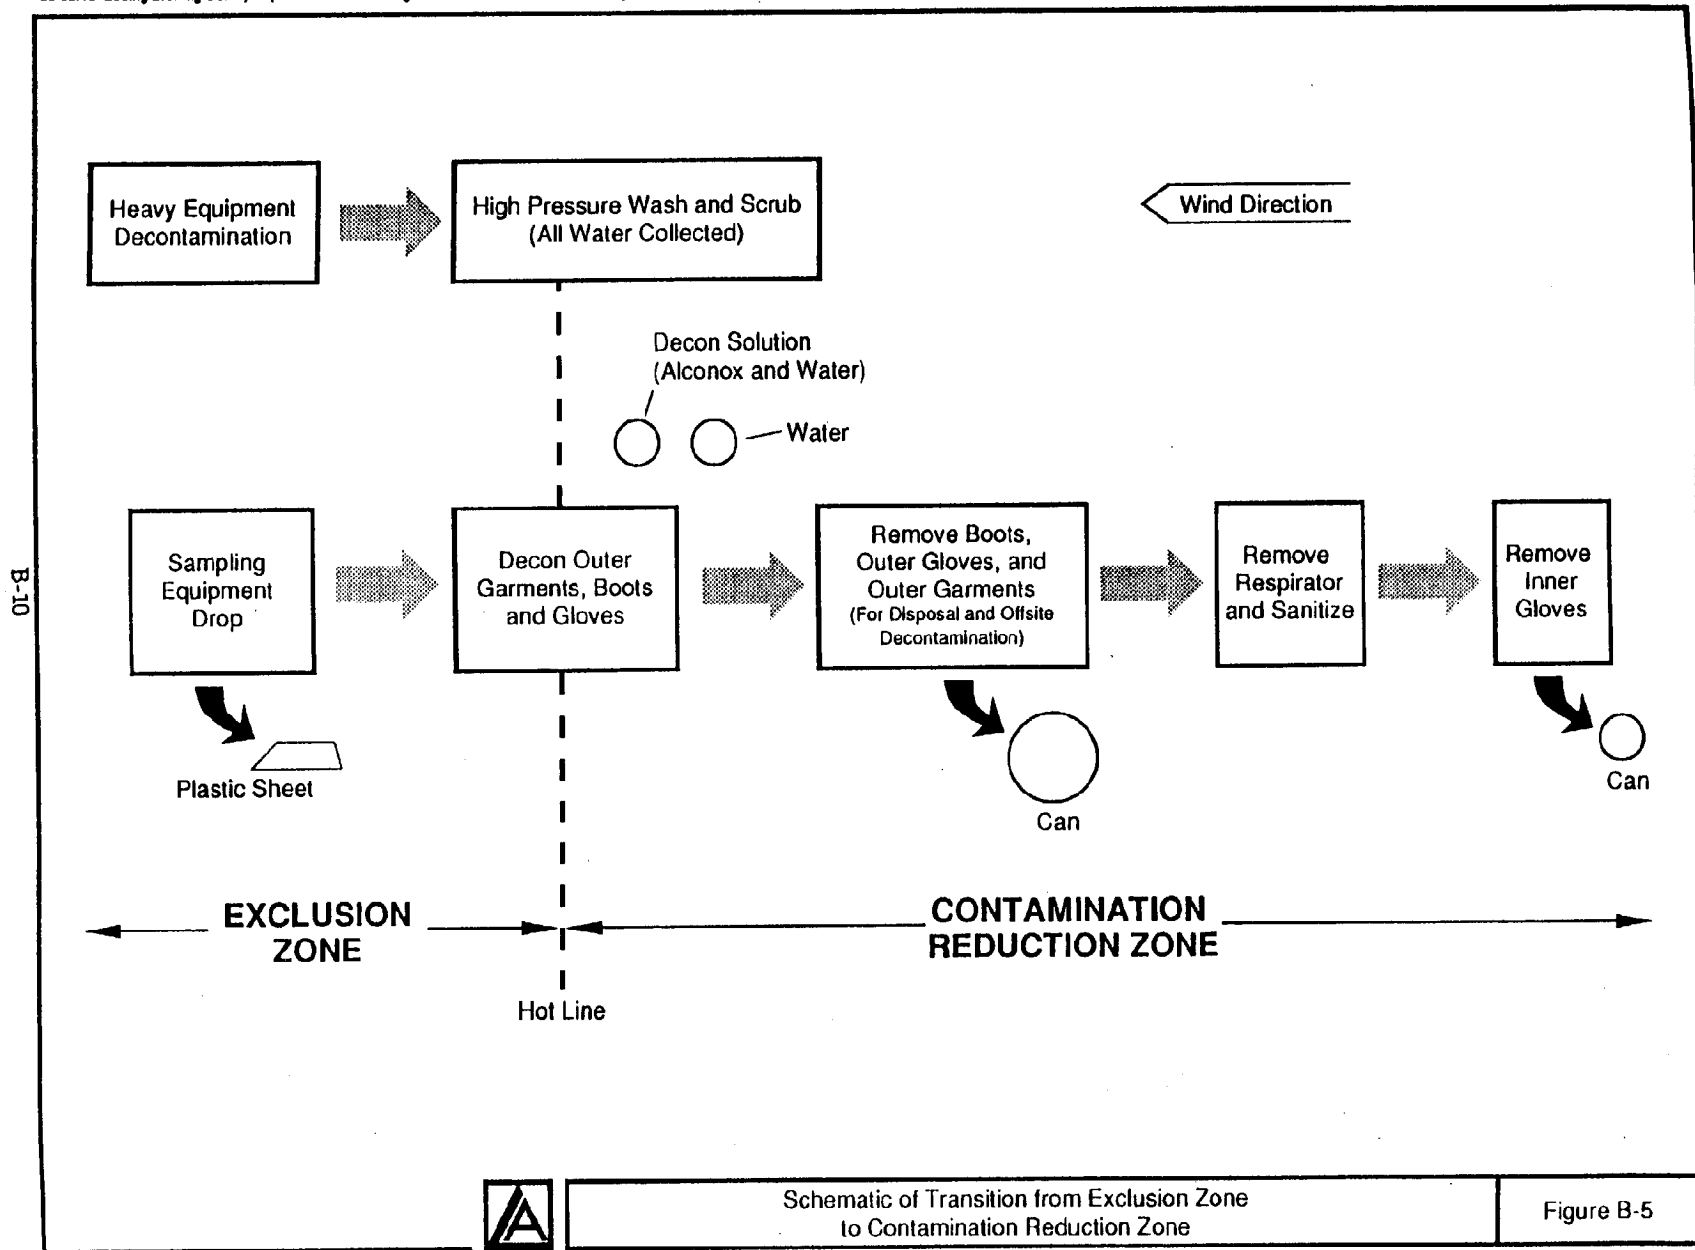 Heavy Equipment
Decontamination
High Pressure Wash and Scrub
(All Water Collected)
Wind Direction
Decon Solution
(Alconox and Water)
Water
Sampling
Equipment
Drop
Decon Outer
Garments, Boots
and Gloves
Remove Boots,
Outer Gloves, and
Outer Garments
(For Disposal and Offsite
Decontamination)
Remove
Respirator
and Sanitize
Remove
Inner
Gloves
B-10
Plastic Sheet
Can
Can
EXCLUSION
ZONE
CONTAMINATION
REDUCTION ZONE
Hot Line
Schematic of Transition from Exclusion Zone
to Contamination Reduction Zone
Figure B-5